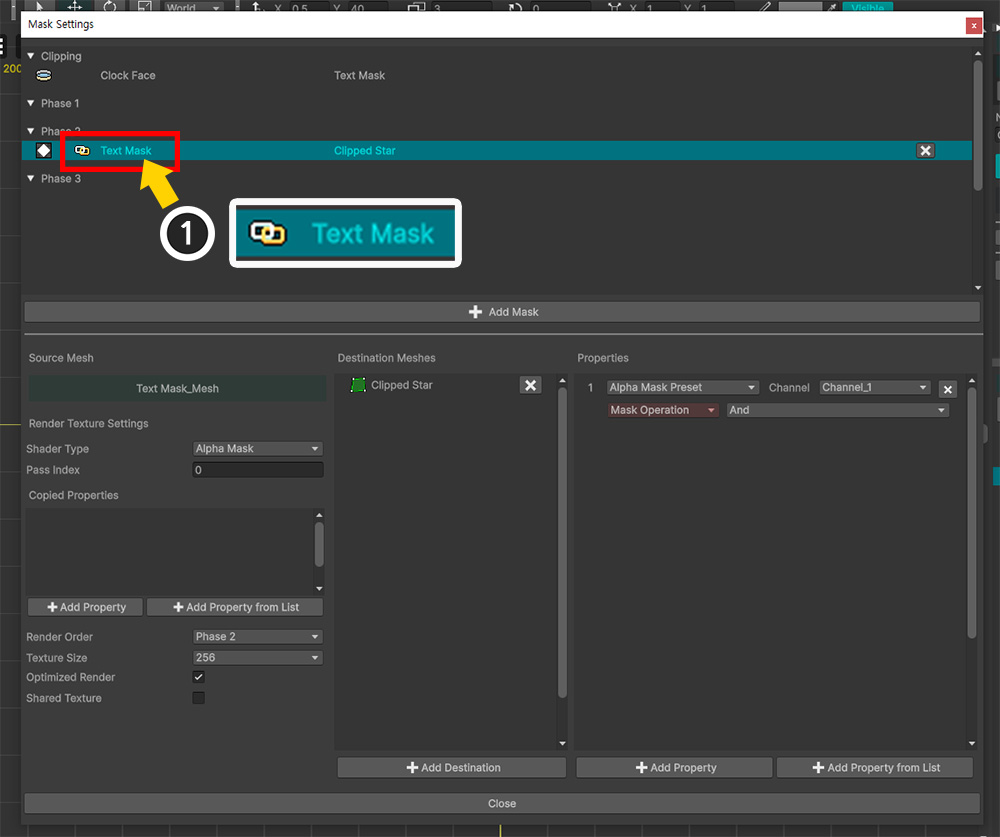 World X 0.5 Y 40 3 0 X 1 Y 1 Visible
Mask Settings
x
200
Clipping
Clock Face Text Mask
Phase 1
Phase 2
Text Mask Clipped Star
Phase 3
1 Text Mask
Add Mask
Source Mesh Destination Meshes Properties
Text Mask_Mesh Clipped Star 1 Alpha Mask Preset Channel Channel_1
Mask Operation And
Render Texture Settings
Shader Type Alpha Mask
Pass Index 0
Copied Properties
Add Property Add Property from List
Render Order Phase 2
Texture Size 256
Optimized Render
Shared Texture
Add Destination Add Property Add Property from List
Close